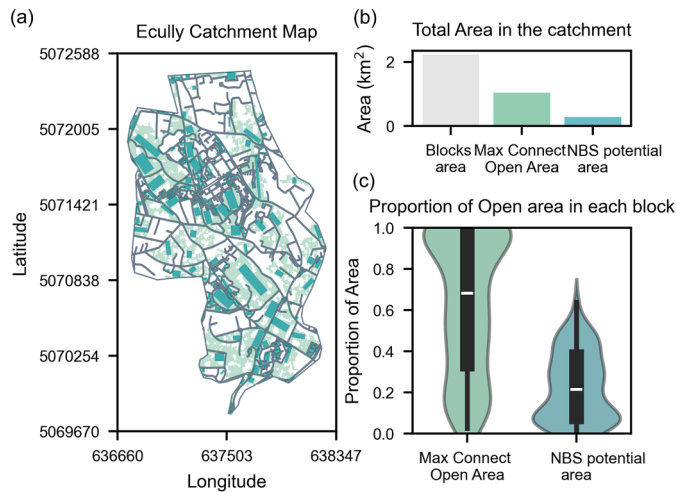 (a)
Ecully Catchment Map
5072588
5072005
5071421
5070838
5070254
5069670
Latitude
636660
637503
638347
Longitude
(b)
Total Area in the catchment
Area (km²)
2
0
Blocks area
Max Connect Open Area
NBS potential area
(c)
Proportion of Open area in each block
Proportion of Area
1.0
0.8
0.6
0.4
0.2
0.0
Max Connect
Open Area
NBS potential
area